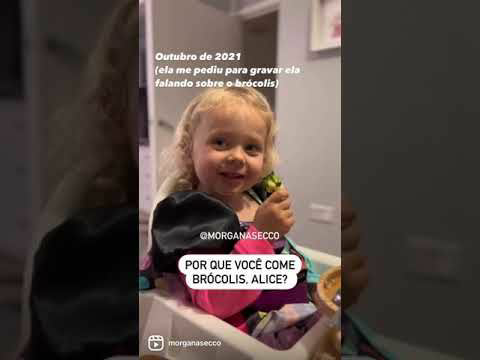 Outubro de 2021
(ela me pediu para gravar ela
falando sobre o brócolis)
@MORGANASECCO
POR QUE VOCÊ COME
BRÓCOLIS, ALICE?
morganasecco